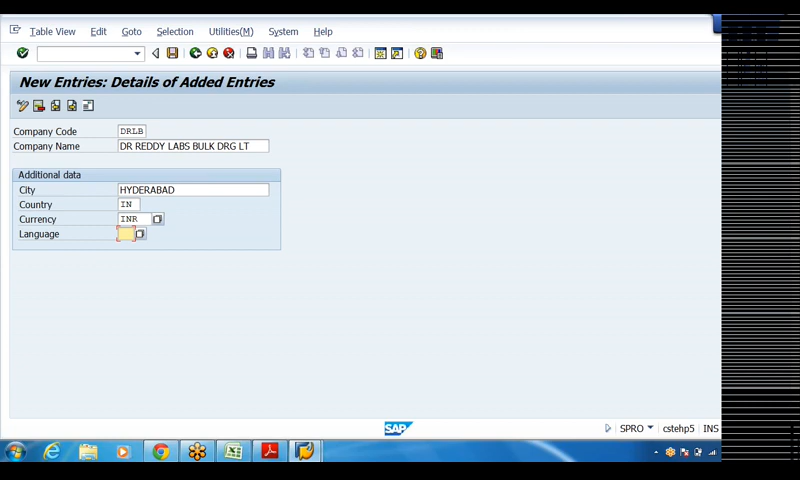 Table View Edit Goto Selection Utilities(M) System Help
New Entries: Details of Added Entries
Company Code DRLB
Company Name DR REDDY LABS BULK DRG LT
Additional data
City HYDERABAD
Country IN
Currency INR
Language
SAP
SPRO cstehp5 INS